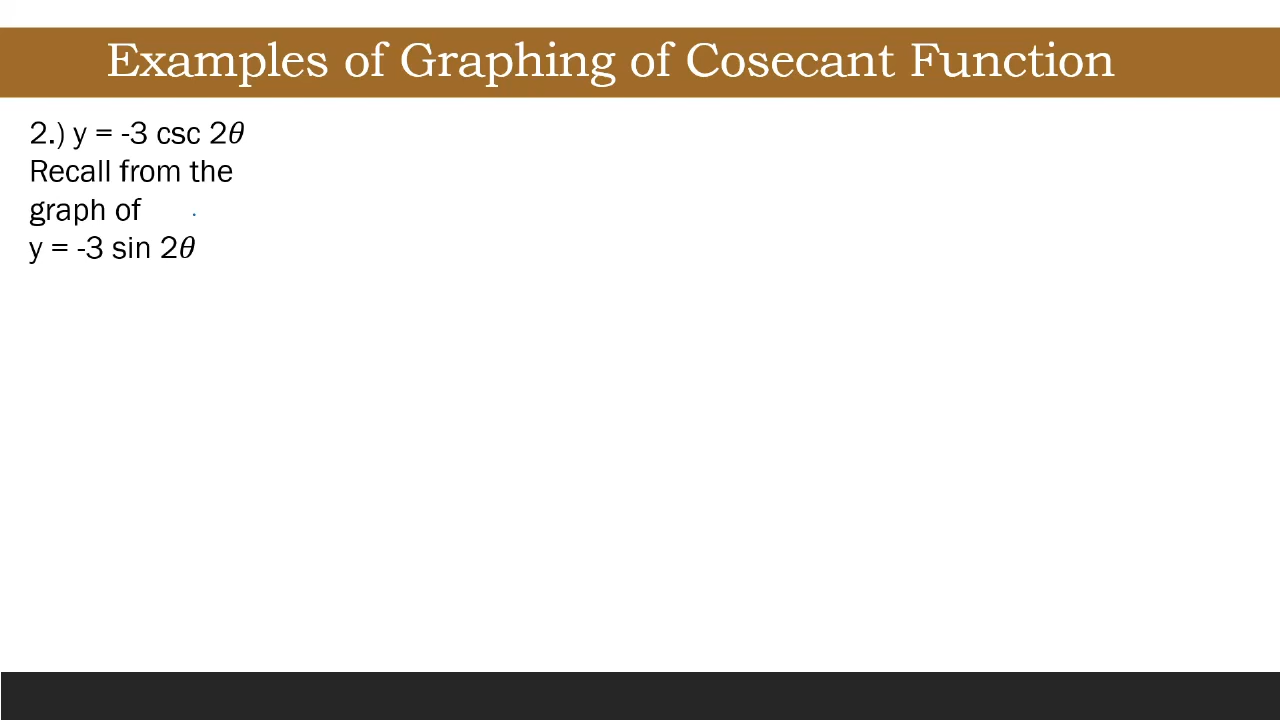 Examples of Graphing of Cosecant Function
2.) y = -3 csc 2𝜃
Recall from the
graph of
y = -3 sin 2𝜃